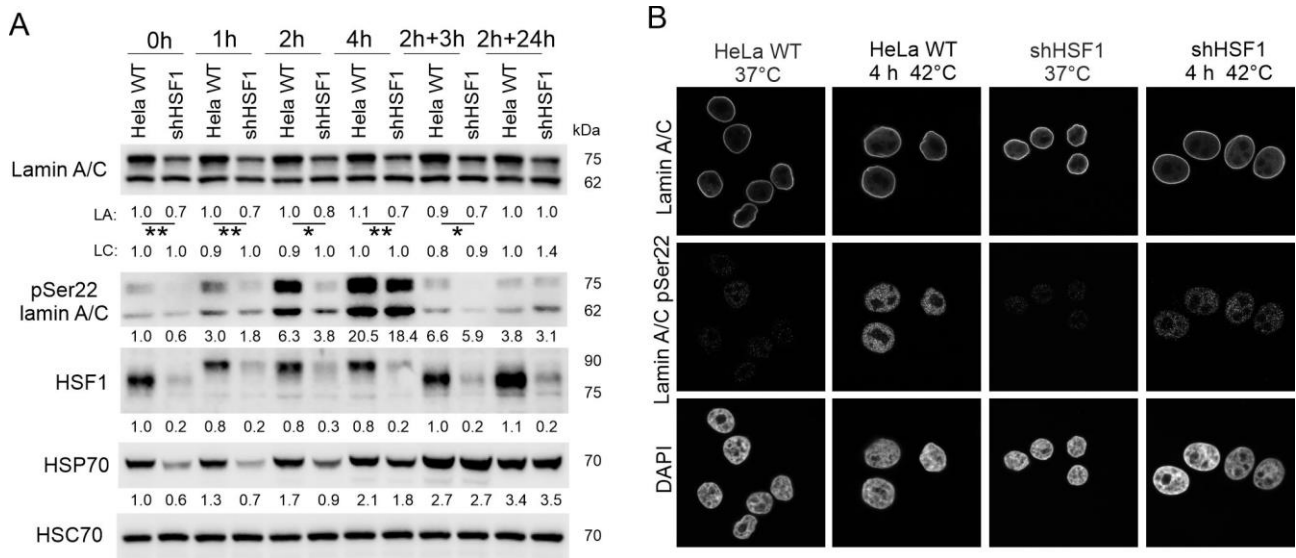 A
0h 1h 2h 4h 2h+3h 2h+24h
Hela WT shHSF1 Hela WT shHSF1 Hela WT shHSF1 Hela WT shHSF1 Hela WT shHSF1 Hela WT shHSF1
kDa
Lamin A/C 75
62
LA: 1.0 0.7 1.0 0.7 1.0 0.8 1.1 0.7 0.9 0.7 1.0 1.0
** ** * ** *
LC: 1.0 1.0 0.9 1.0 0.9 1.0 1.0 1.0 0.8 0.9 1.0 1.4
pSer22 75
lamin A/C 62
1.0 0.6 3.0 1.8 6.3 3.8 20.5 18.4 6.6 5.9 3.8 3.1
90
HSF1
75
1.0 0.2 0.8 0.2 0.8 0.3 0.8 0.2 1.0 0.2 1.1 0.2
HSP70 70
1.0 0.6 1.3 0.7 1.7 0.9 2.1 1.8 2.7 2.7 3.4 3.5
HSC70 70
B
HeLa WT HeLa WT shHSF1 shHSF1
37°C 4 h 42°C 37°C 4 h 42°C
Lamin A/C
Lamin A/C pSer22
DAPI